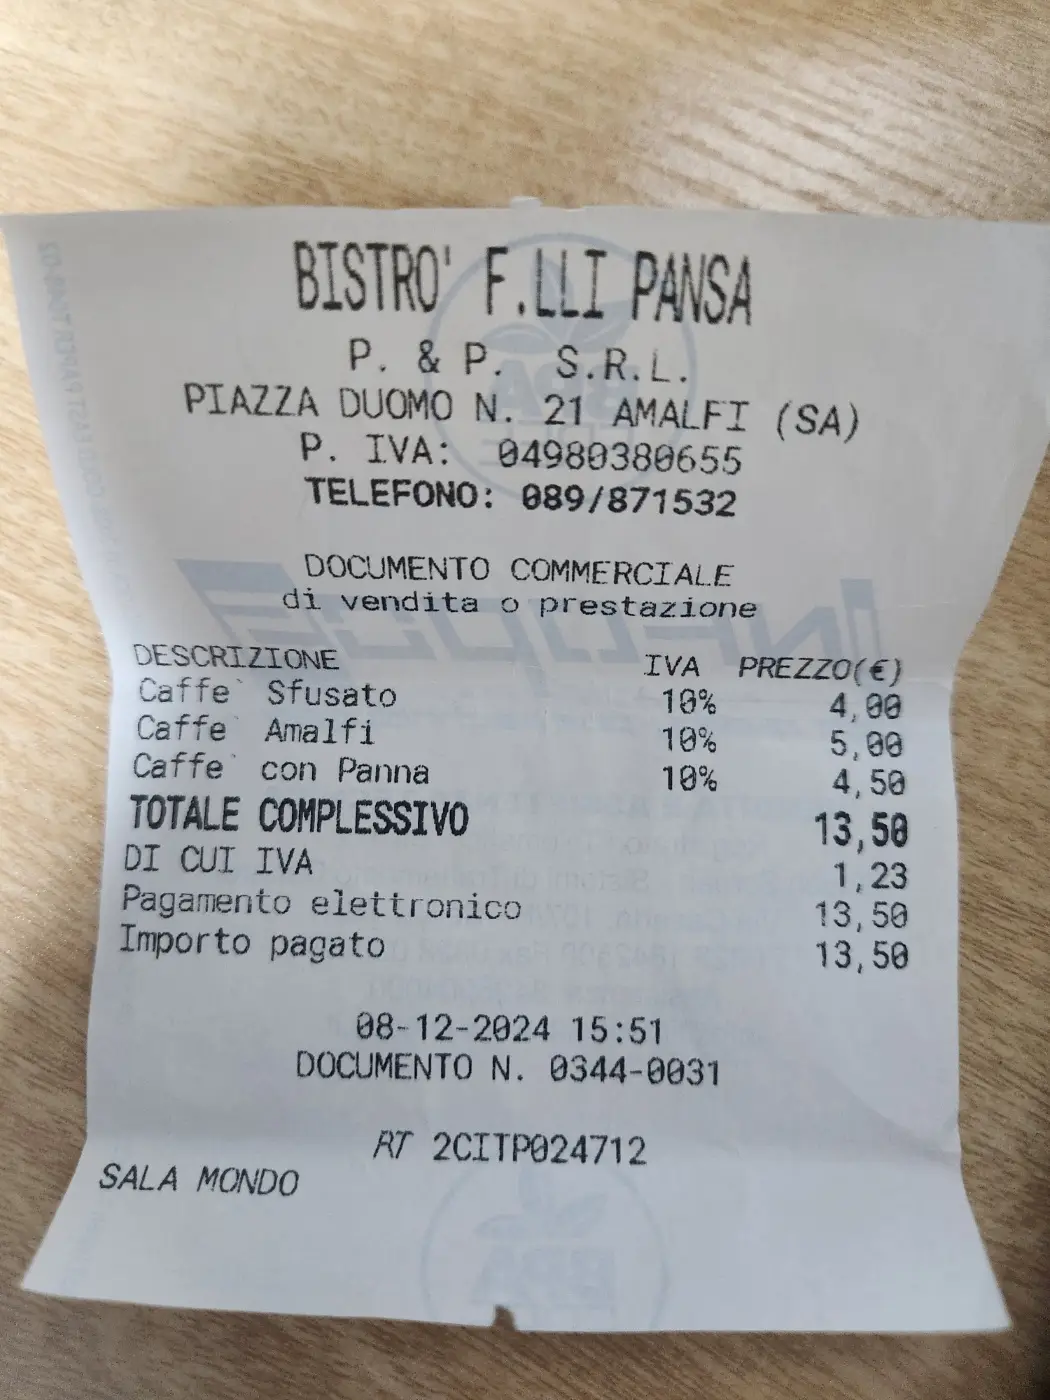 BISTRO' F.LLI PANSA
P. & P. S.R.L.
PIAZZA DUOMO N. 21 AMALFI (SA)
P. IVA: 04980380655
TELEFONO: 089/871532
DOCUMENTO COMMERCIALE
di vendita o prestazione
DESCRIZIONE IVA PREZZO(€)
Caffe` Sfusato 10% 4,00
Caffe` Amalfi 10% 5,00
Caffe` con Panna 10% 4,50
TOTALE COMPLESSIVO 13,50
DI CUI IVA 1,23
Pagamento elettronico 13,50
Importo pagato 13,50
08-12-2024 15:51
DOCUMENTO N. 0344-0031
RT 2CITP024712
SALA MONDO